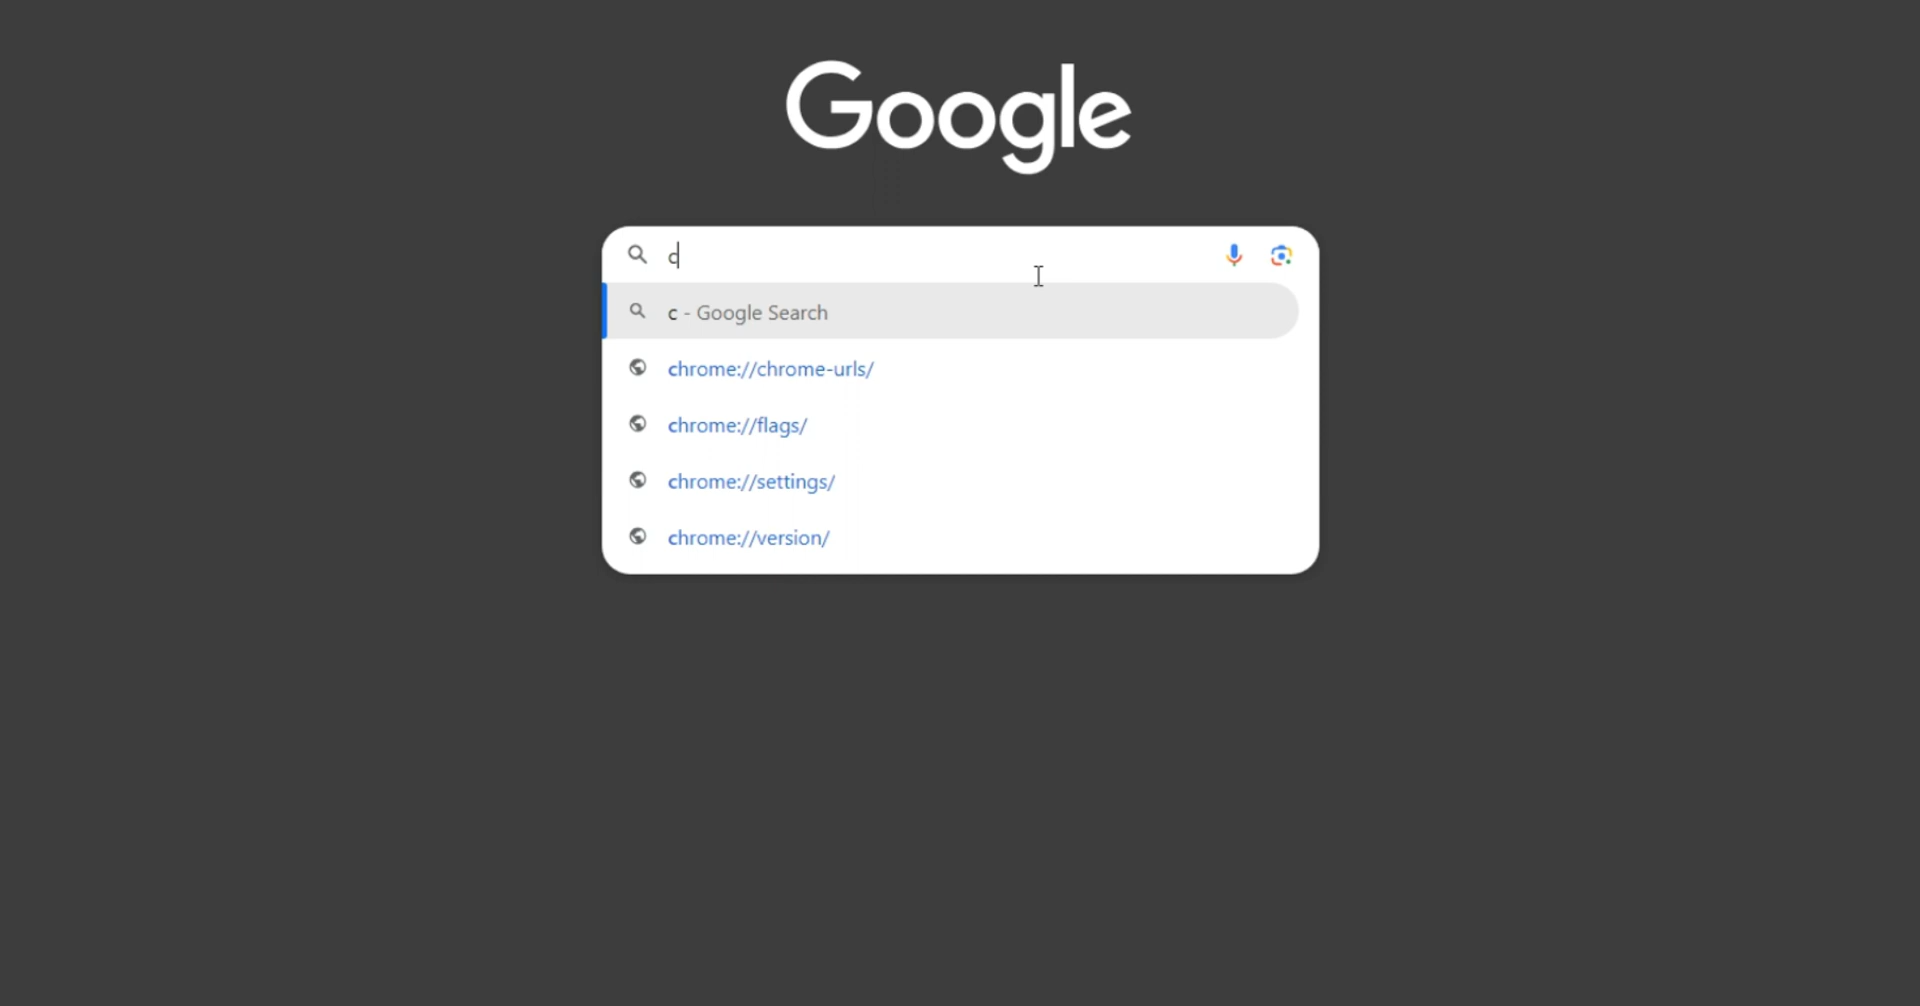 Google
c
c - Google Search
chrome://chrome-urls/
chrome://flags/
chrome://settings/
chrome://version/